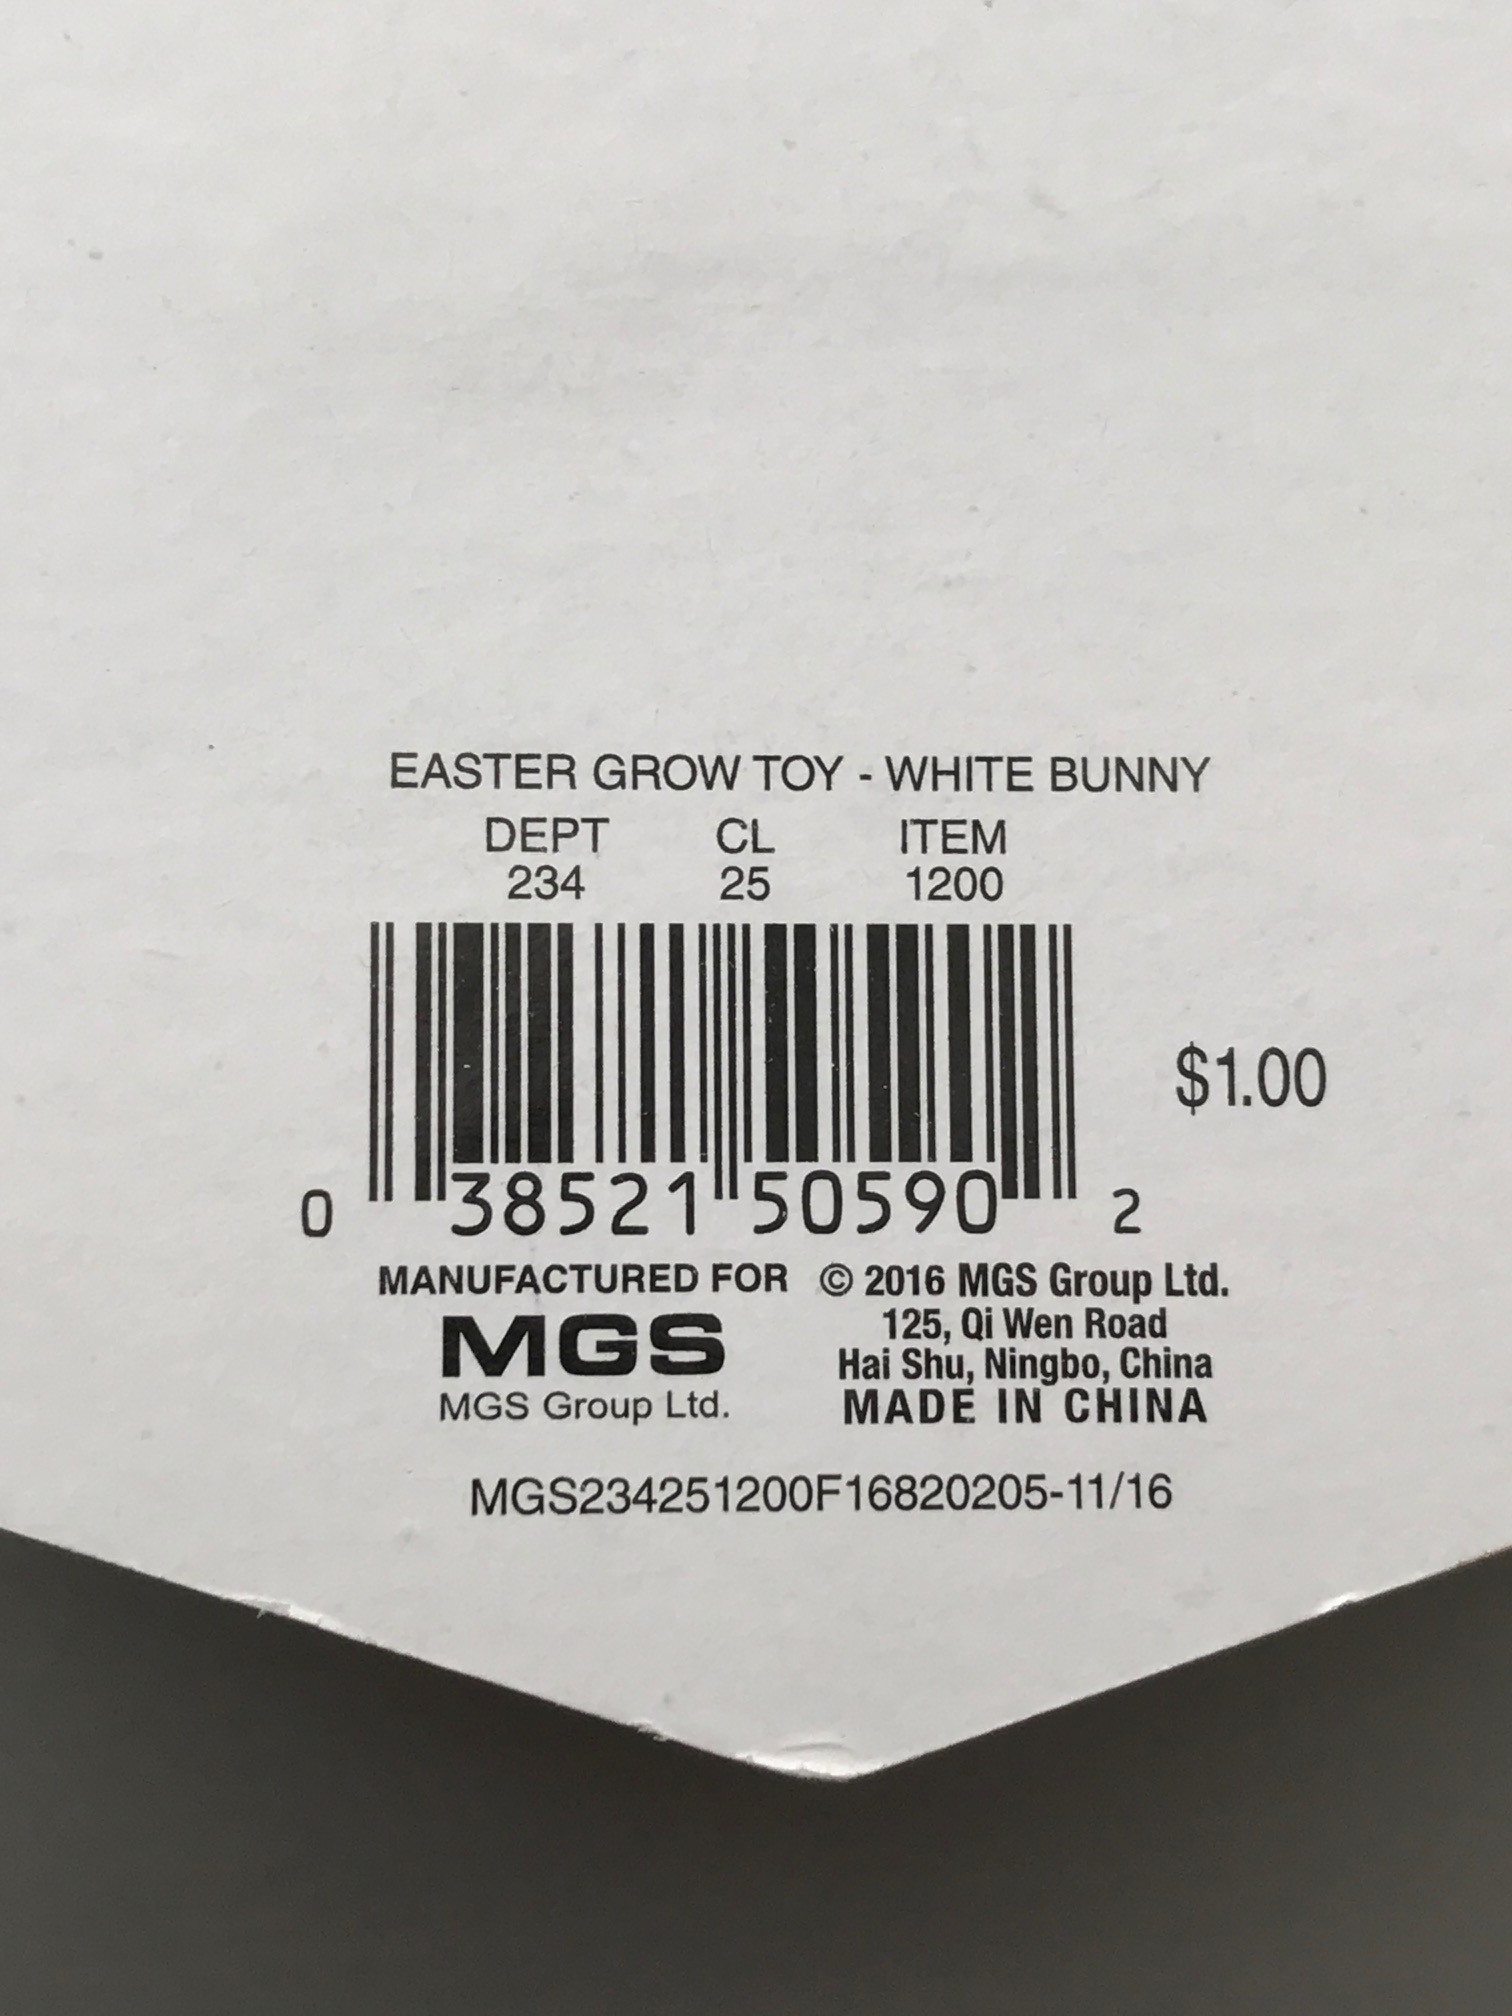 EASTER GROW TOY - WHITE BUNNY
DEPT CL ITEM
234 25 1200
$1.00
0 38521 50590 2
MANUFACTURED FOR
MGS
MGS Group Ltd.
© 2016 MGS Group Ltd.
125, Qi Wen Road
Hai Shu, Ningbo, China
MADE IN CHINA
MGS234251200F16820205-11/16